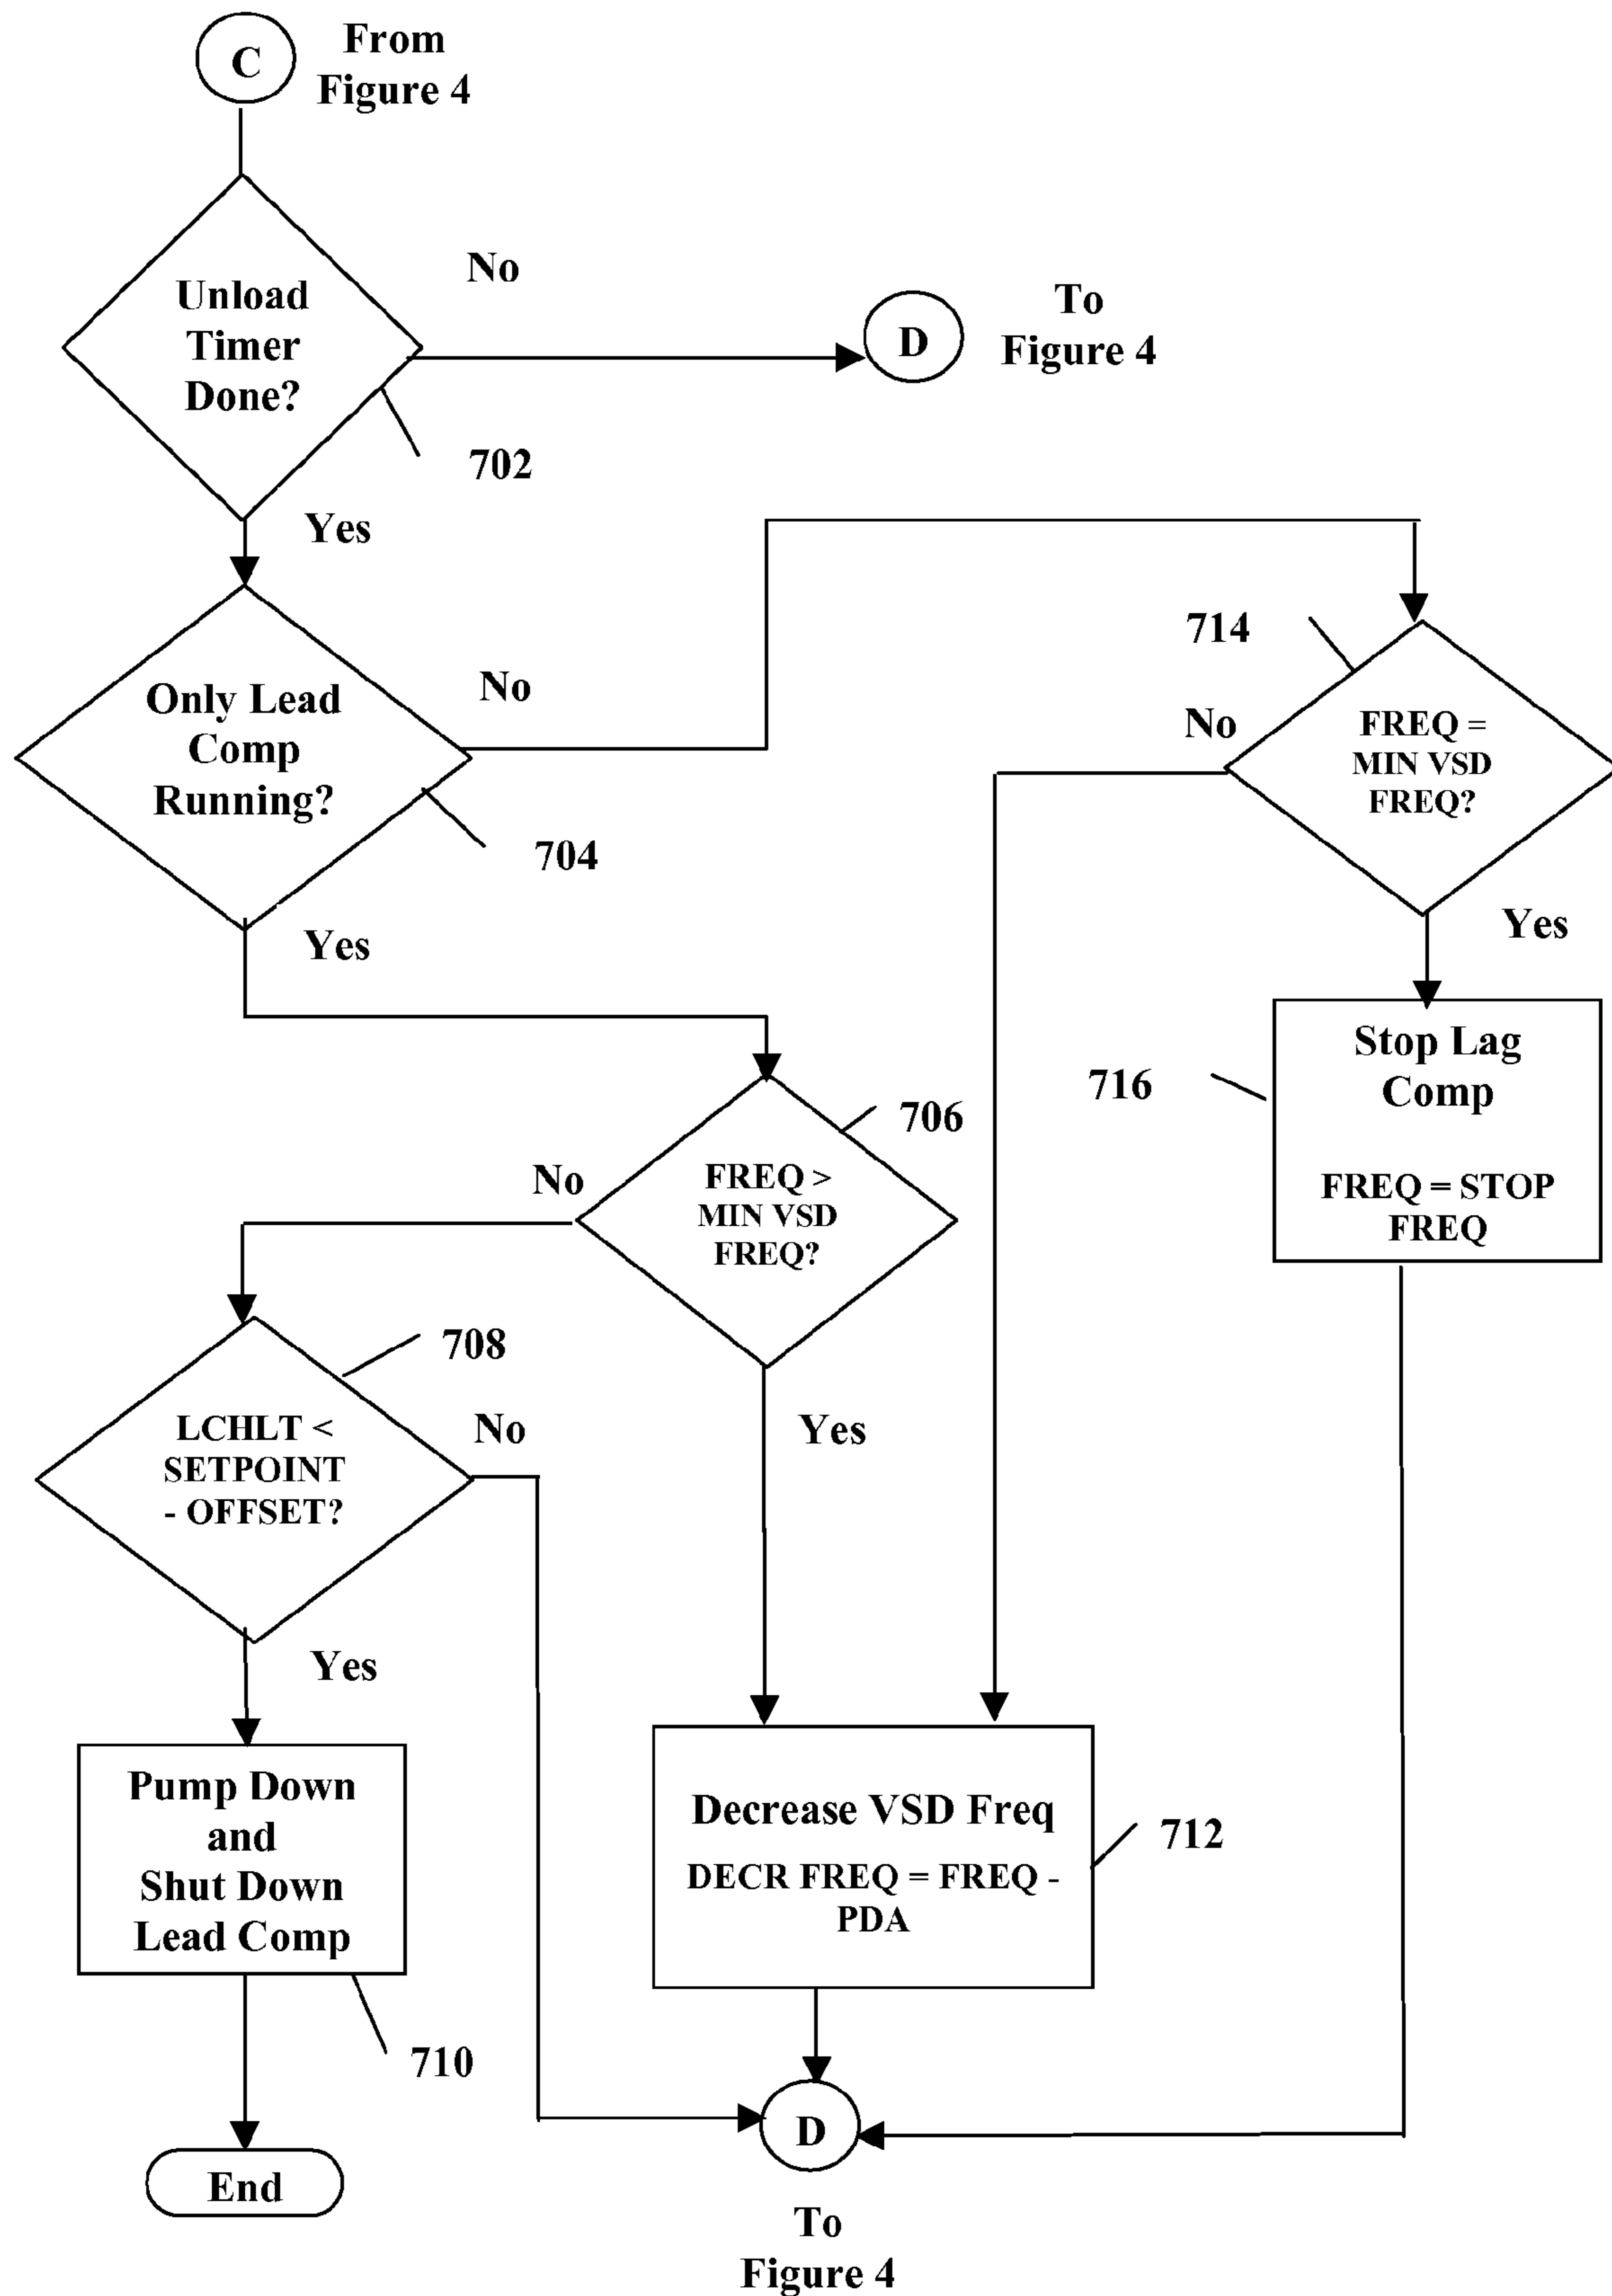 C
From
Figure 4
Unload
Timer
Done?
No
D
To
Figure 4
702
Yes
Only Lead
Comp
Running?
No
704
714
FREQ =
MIN VSD
FREQ?
No
Yes
Yes
Stop Lag
Comp
FREQ = STOP
FREQ
716
706
FREQ >
MIN VSD
FREQ?
No
Yes
708
LCHLT <
SETPOINT
- OFFSET?
No
Yes
Pump Down
and
Shut Down
Lead Comp
710
Decrease VSD Freq
DECR FREQ = FREQ -
PDA
712
D
End
To
Figure 4